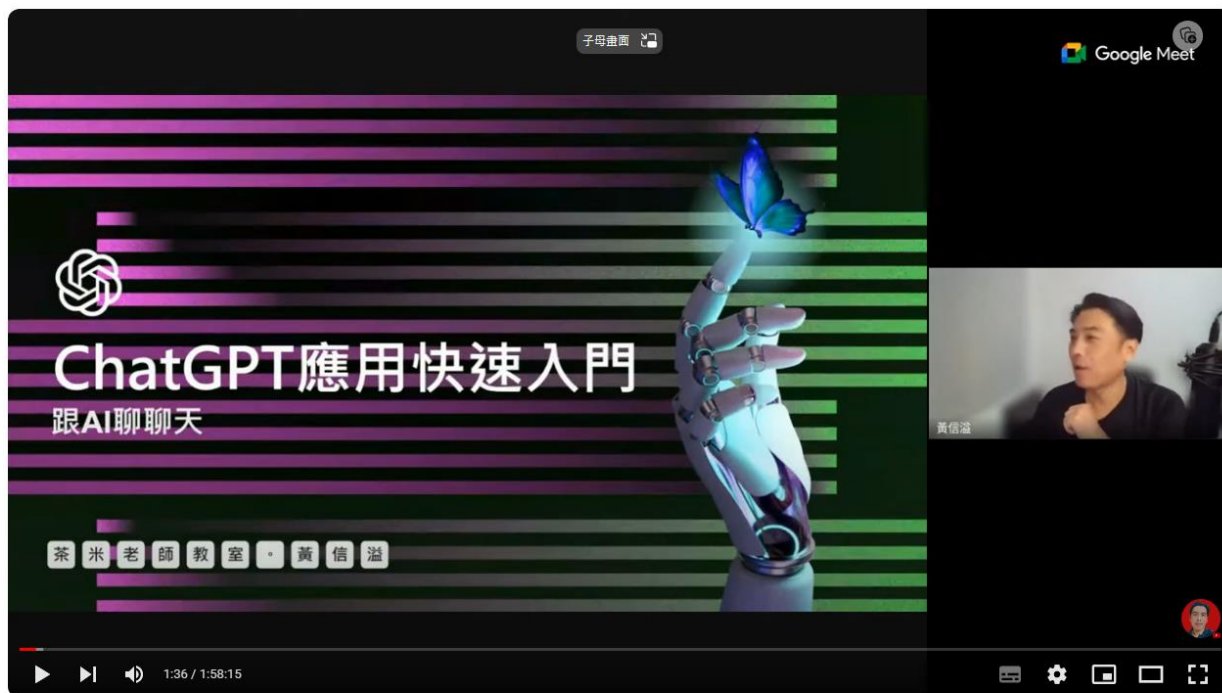 子母畫面
Google Meet
ChatGPT應用快速入門
跟AI聊聊天
茶米老師教室。黃信溢
黃信溢
1:36 / 1:58:15